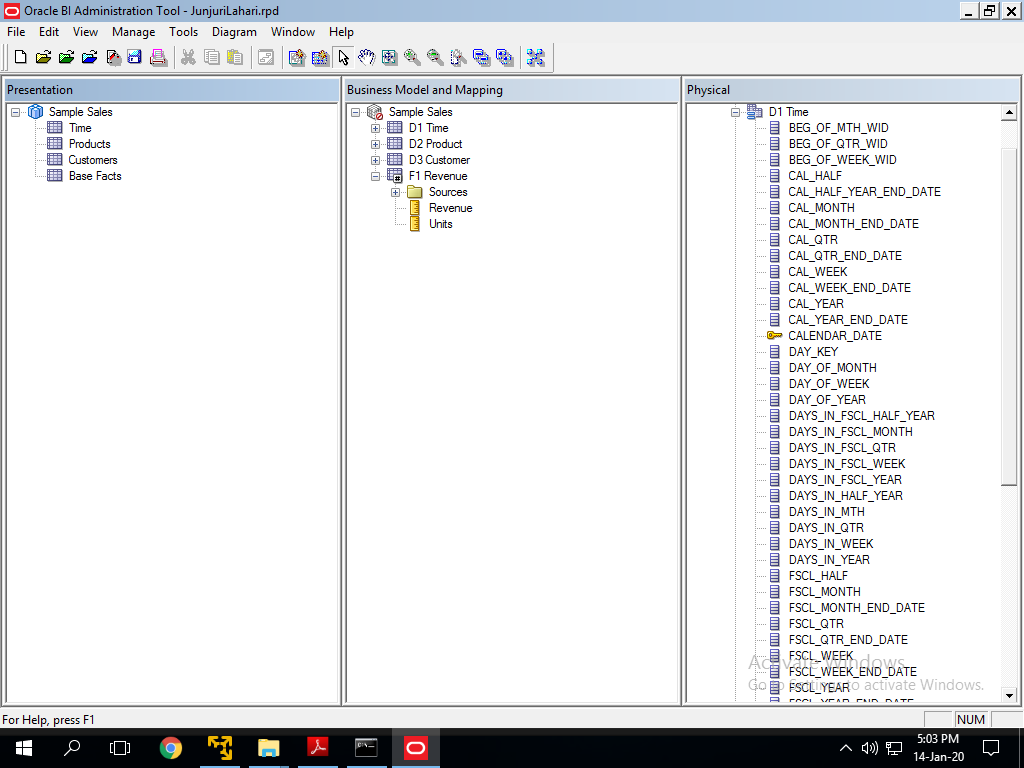 Oracle BI Administration Tool - JunjuriLahari.rpd
File Edit View Manage Tools Diagram Window Help
Presentation
Sample Sales
Time
Products
Customers
Base Facts
Business Model and Mapping
Sample Sales
D1 Time
D2 Product
D3 Customer
F1 Revenue
Sources
Revenue
Units
Physical
D1 Time
BEG_OF_MTH_WID
BEG_OF_QTR_WID
BEG_OF_WEEK_WID
CAL_HALF
CAL_HALF_YEAR_END_DATE
CAL_MONTH
CAL_MONTH_END_DATE
CAL_QTR
CAL_QTR_END_DATE
CAL_WEEK
CAL_WEEK_END_DATE
CAL_YEAR
CAL_YEAR_END_DATE
CALENDAR_DATE
DAY_KEY
DAY_OF_MONTH
DAY_OF_WEEK
DAY_OF_YEAR
DAYS_IN_FSCL_HALF_YEAR
DAYS_IN_FSCL_MONTH
DAYS_IN_FSCL_QTR
DAYS_IN_FSCL_WEEK
DAYS_IN_FSCL_YEAR
DAYS_IN_HALF_YEAR
DAYS_IN_MTH
DAYS_IN_QTR
DAYS_IN_WEEK
DAYS_IN_YEAR
FSCL_HALF
FSCL_MONTH
FSCL_MONTH_END_DATE
FSCL_QTR
FSCL_QTR_END_DATE
FSCL_WEEK
FSCL_WEEK_END_DATE
FSCL_YEAR
FSCL_YEAR_END_DATE
Activate Windows
Go to Settings to activate Windows.
For Help, press F1
NUM
5:03 PM
14-Jan-20